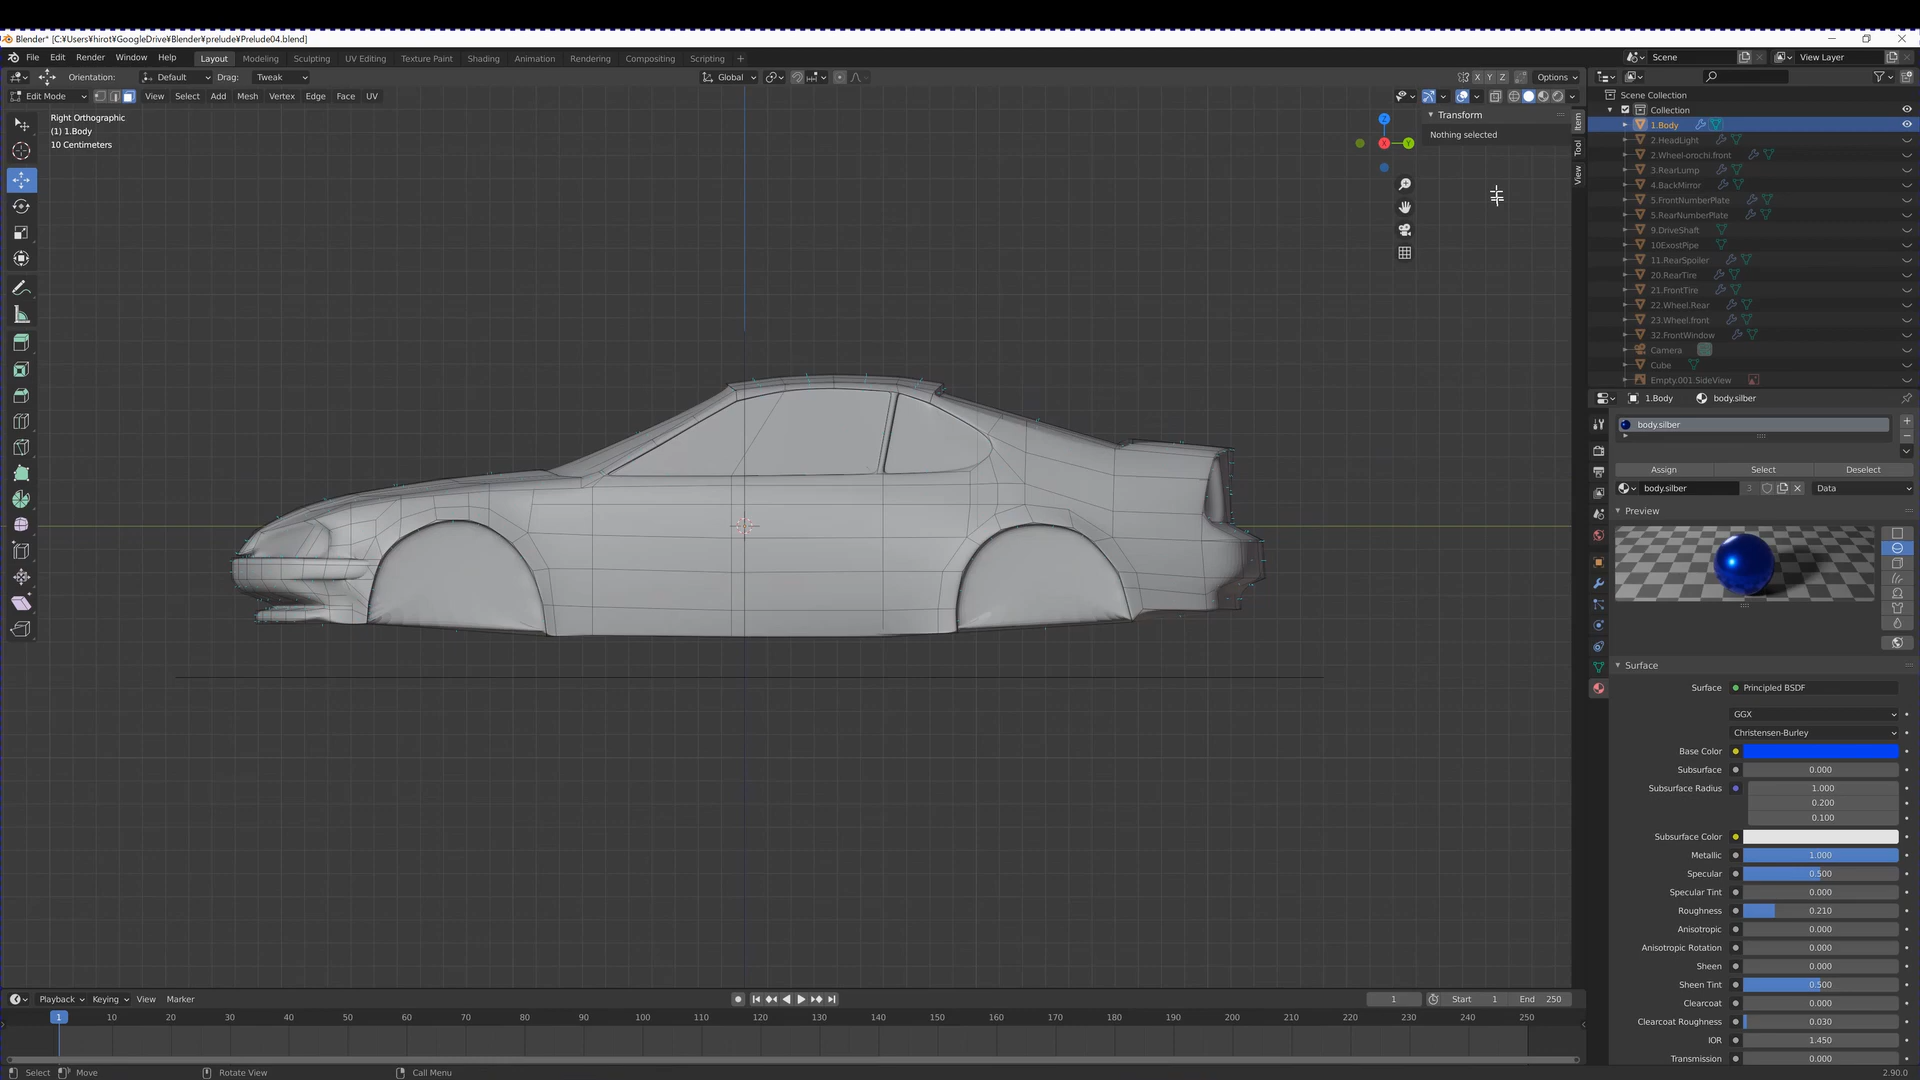 Blender* [C:¥Users¥hirot¥GoogleDrive¥Blender¥prelude¥Prelude04.blend]
File Edit Render Window Help Layout Modeling Sculpting UV Editing Texture Paint Shading Animation Rendering Compositing Scripting + Scene View Layer
Orientation: Default Drag: Tweak Global X Y Z Options
Edit Mode View Select Add Mesh Vertex Edge Face UV
Right Orthographic
(1) 1.Body
10 Centimeters
Z
X
Y
Transform
Nothing selected
Item
Tool
View
Scene Collection
Collection
1.Body
2.HeadLight
2.Wheel-orochi.front
3.RearLump
4.BackMirror
5.FrontNumberPlate
5.RearNumberPlate
9.DriveShaft
10ExostPipe
11.RearSpoiler
20.RearTire
21.FrontTire
22.Wheel.Rear
23.Wheel.front
32.FrontWindow
Camera
Cube
Empty.001.SideView
1.Body body.silber
body.silber
Assign Select Deselect
body.silber 3 Data
Preview
Surface
Surface Principled BSDF
GGX
Christensen-Burley
Base Color
Subsurface 0.000
Subsurface Radius 1.000
0.200
0.100
Subsurface Color
Metallic 1.000
Specular 0.500
Specular Tint 0.000
Roughness 0.210
Anisotropic 0.000
Anisotropic Rotation 0.000
Sheen 0.000
Sheen Tint 0.500
Clearcoat 0.000
Clearcoat Roughness 0.030
IOR 1.450
Transmission 0.000
Playback Keying View Marker 1 Start 1 End 250
1 10 20 30 40 50 60 70 80 90 100 110 120 130 140 150 160 170 180 190 200 210 220 230 240 250
Select Move Rotate View Call Menu 2.90.0